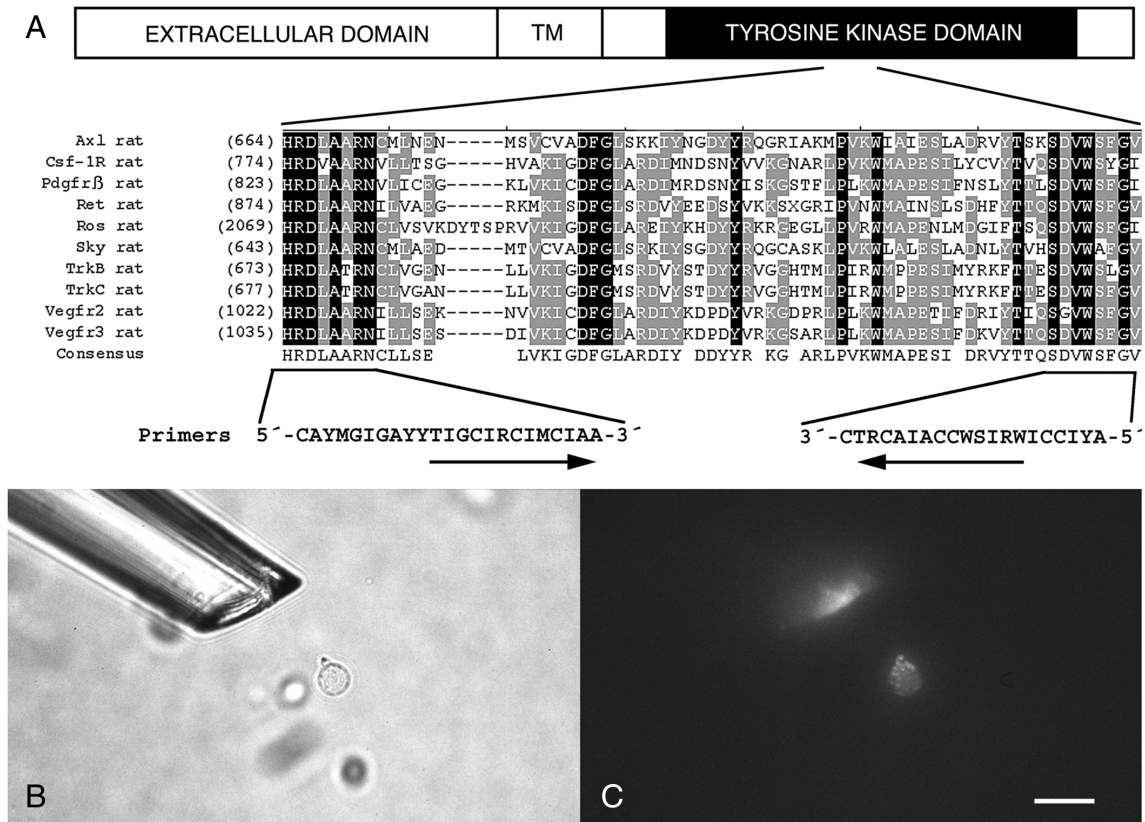 A
EXTRACELLULAR DOMAIN TM TYROSINE KINASE DOMAIN
Axl rat (664) HRDLAARNCMLNEN-----MSVCVADFGLSKKIYNGDYYRQGRIAKMPVKWIAIESLADRVYTSKSDVWSFGV
Csf-1R rat (774) HRDVAARNVLLTSG-----HVAKIGDFGLARDIMNDSNYVVKGNARLPVKWMAPESILYCVYTVQSDVWSYGI
Pdgfrß rat (823) HRDLAARNVLICEG-----KLVKICDFGLARDIMRDSNYISKGSTFLPLKWMAPESIFNSLYTTLSDVWSFGI
Ret rat (874) HRDLAARNILVAEG-----RKMKISDFGLSRDVYEEDSYVKKSXGRIPVNWMAINSLSDHFYTTQSDVWSFGV
Ros rat (2069) HRDLAARNCLVSVKDYTSPRVVKIGDFGLAREIYKHDYYRKRGEGLLPVRWMAPENLMDGIFTSQSDVWSFGI
Sky rat (643) HRDLAARNCMLAED-----MTVCVADFGLSRKIYSGDYYRQGCASKLPVKWLALESLADNLYTVHSDVWAFGV
TrkB rat (673) HRDLATRNCLVGEN-----LLVKIGDFGMSRDVYSTDYYRVGGHTMLPIRWMPPESIMYRKFTTESDVWSLGV
TrkC rat (677) HRDLATRNCLVGAN-----LLVKIGDFGMSRDVYSTDYYRVGGHTMLPIRWMPPESIMYRKFTTESDVWSFGV
Vegfr2 rat (1022) HRDLAARNILLSEK-----NVVKICDFGLARDIYKDPDYVRKGDPRLPLKWMAPETIFDRIYTIQSGVWSFGV
Vegfr3 rat (1035) HRDLAARNILLSES-----DIVKICDFGLARDIYKDPDYVRKGSARLPLKWMAPESIFDKVYTTQSDVWSFGV
Consensus HRDLAARNCLLSE LVKIGDFGLARDIY DDYYR KG ARLPVKWMAPESI DRVYTTQSDVWSFGV
Primers 5´-CAYMGIGAYYTIGCIRCIMCIAA-3´ 3´-CTRCAIACCWSIRWICCIYA-5´
B C